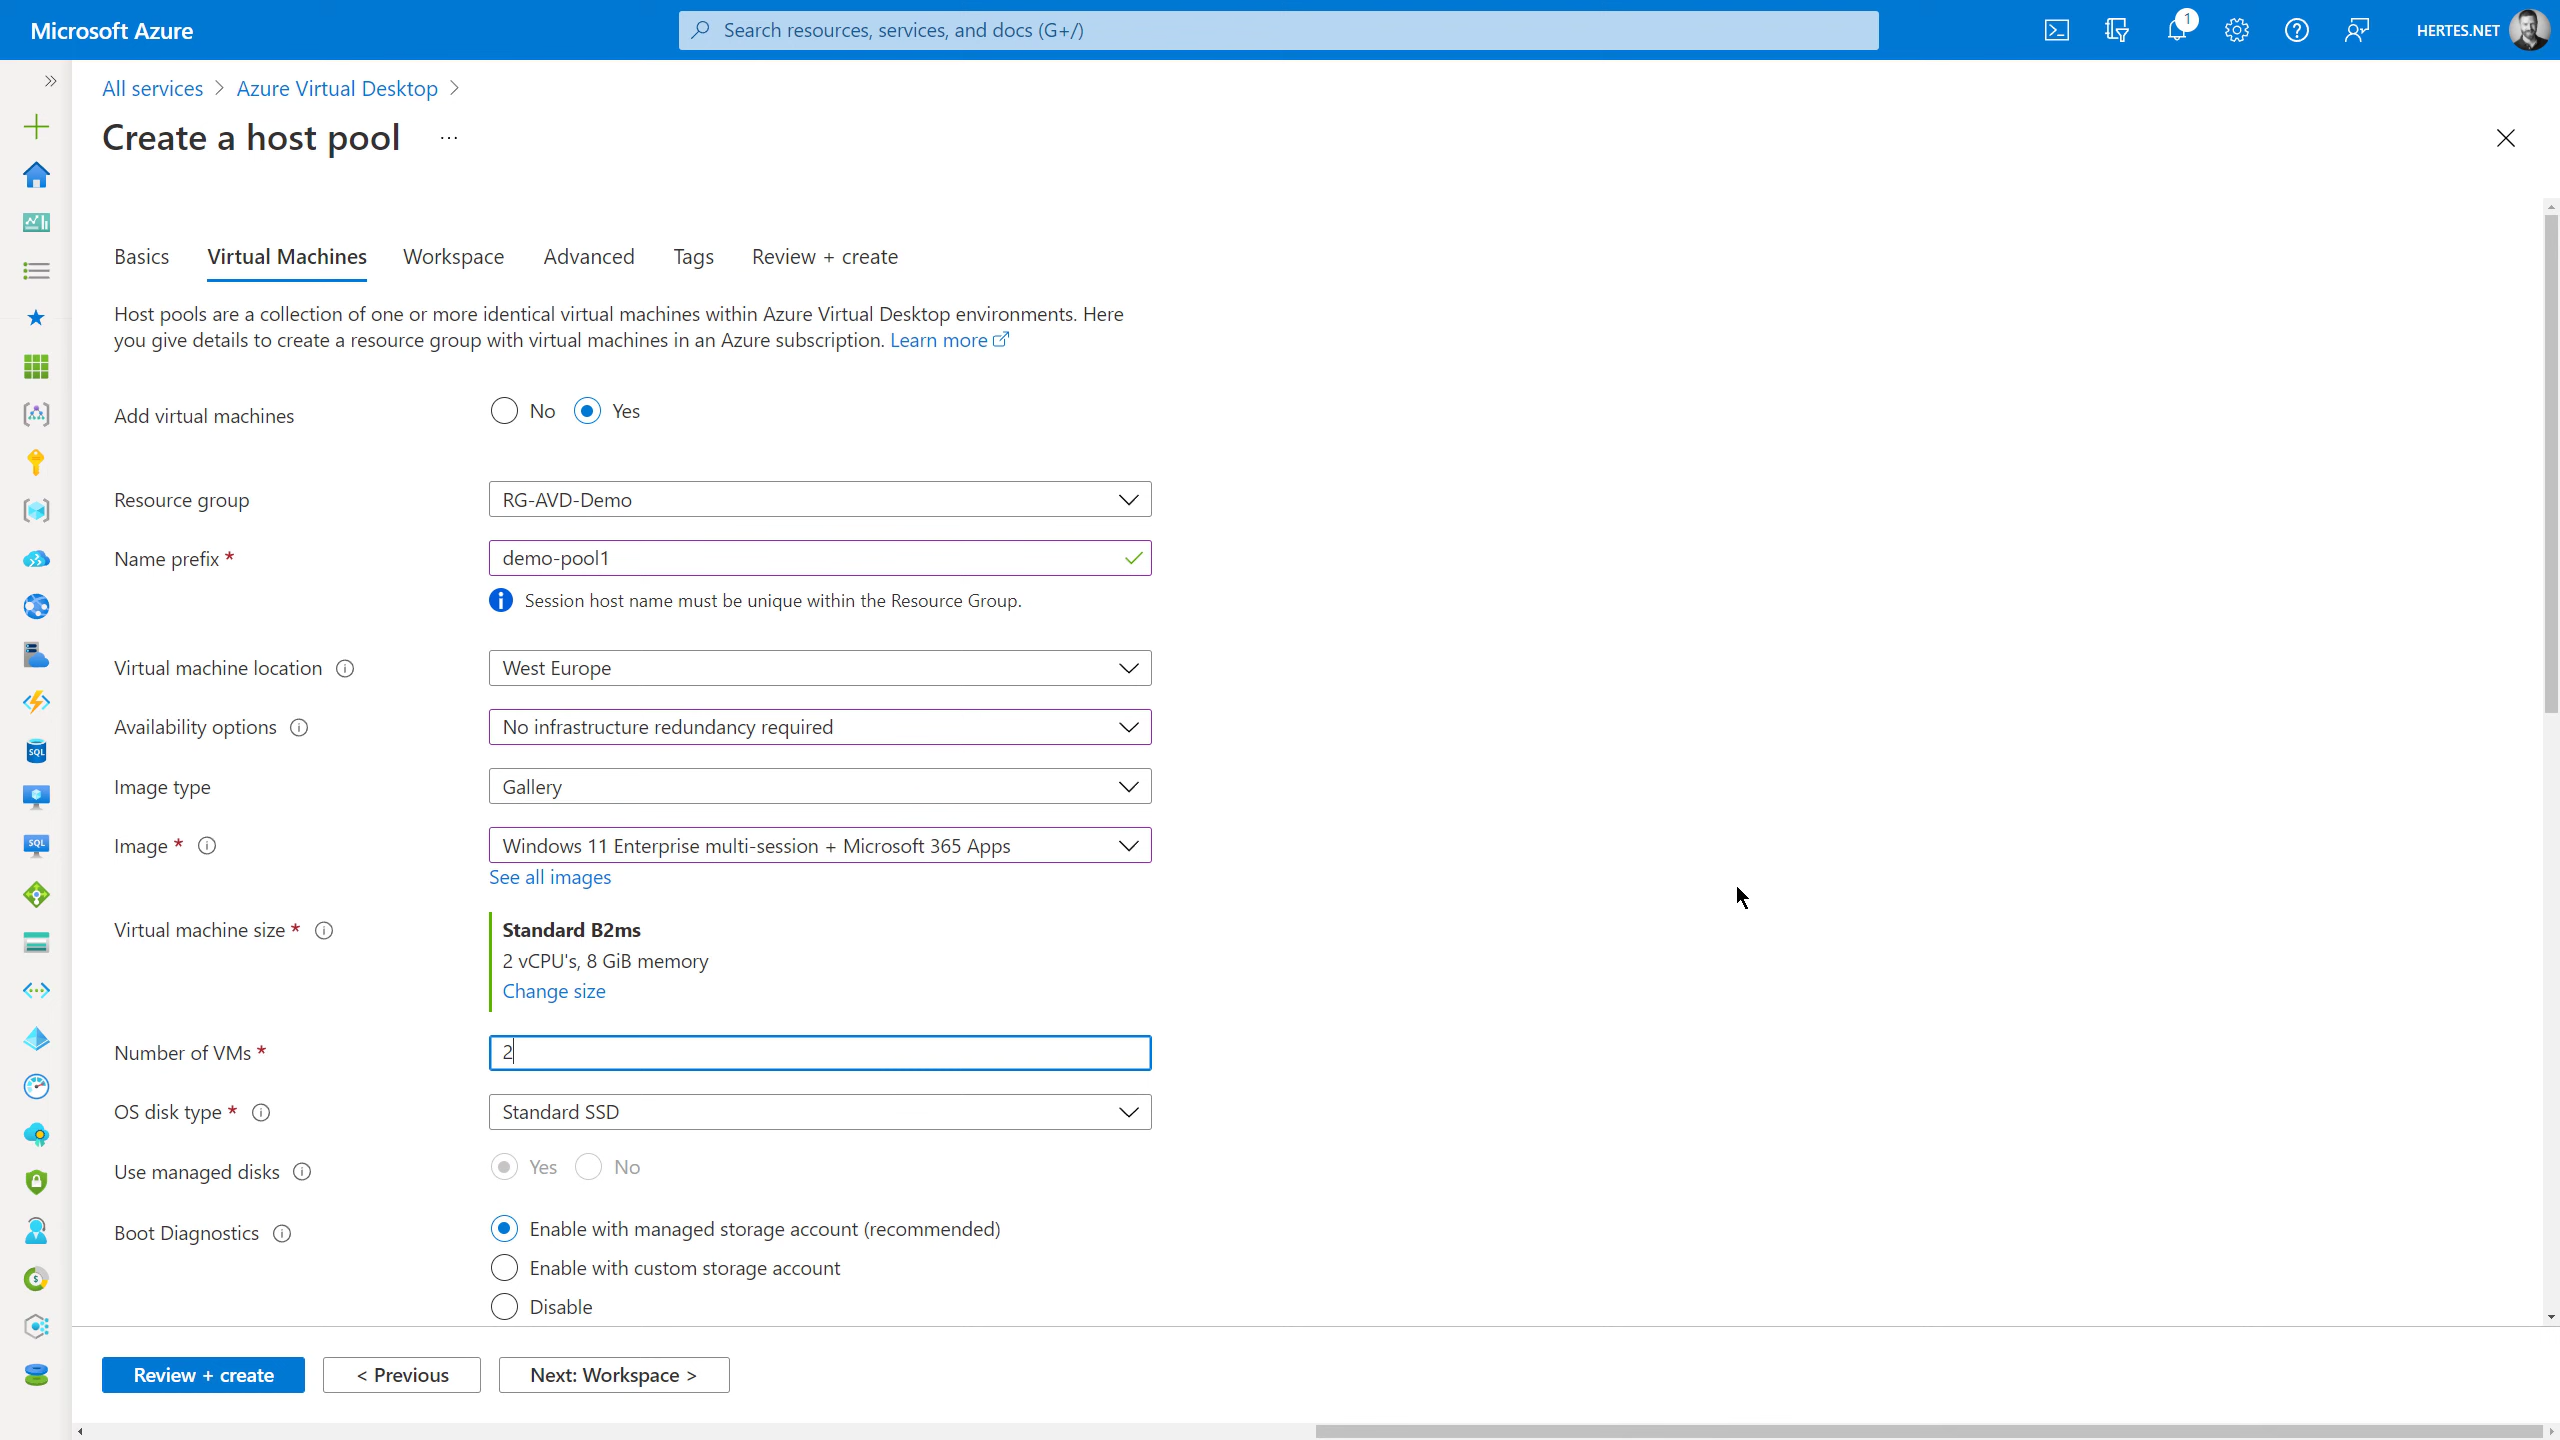 Microsoft Azure
Search resources, services, and docs (G+/)
1
HERTES.NET
All services > Azure Virtual Desktop >
Create a host pool ...
Basics
Virtual Machines
Workspace
Advanced
Tags
Review + create
Host pools are a collection of one or more identical virtual machines within Azure Virtual Desktop environments. Here
you give details to create a resource group with virtual machines in an Azure subscription. Learn more
Add virtual machines
No
Yes
Resource group
RG-AVD-Demo
Name prefix *
demo-pool1
Session host name must be unique within the Resource Group.
Virtual machine location
West Europe
Availability options
No infrastructure redundancy required
Image type
Gallery
Image *
Windows 11 Enterprise multi-session + Microsoft 365 Apps
See all images
Virtual machine size *
Standard B2ms
2 vCPU's, 8 GiB memory
Change size
Number of VMs *
2
OS disk type *
Standard SSD
Use managed disks
Yes
No
Boot Diagnostics
Enable with managed storage account (recommended)
Enable with custom storage account
Disable
Review + create
< Previous
Next: Workspace >
SQL
SQL